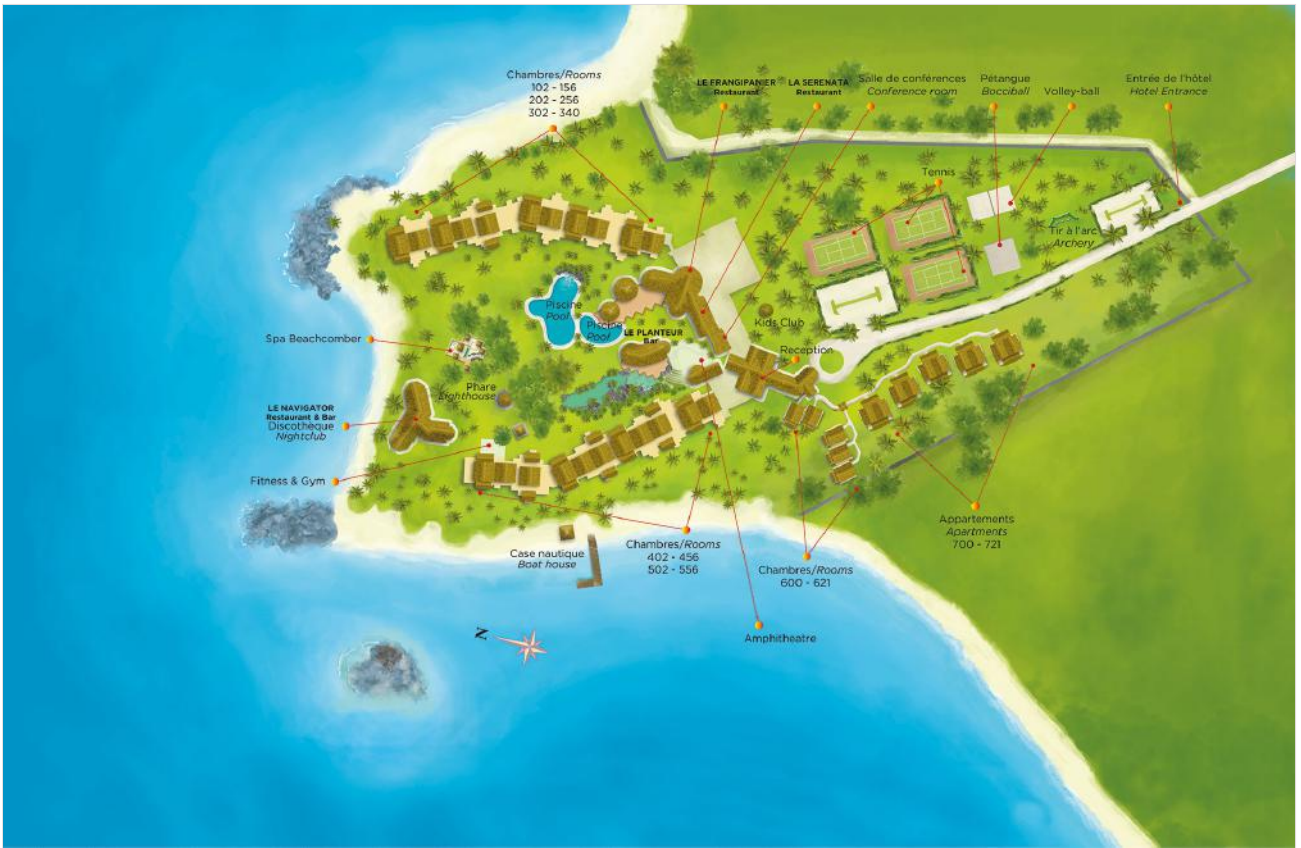 Chambres/Rooms
102 - 156
202 - 256
302 - 340
LE FRANGIPANIER
Restaurant
LA SERENATA
Restaurant
Salle de conférences
Conference room
Pétangue
Bocciball
Volley-ball
Entrée de l'hôtel
Hotel Entrance
Tennis
Tir à l'arc
Archery
Piscine
Pool
Piscine
Pool
LE PLANTEUR
Bar
Kids Club
Reception
Spa Beachcomber
Phare
Lighthouse
LE NAVIGATOR
Restaurant & Bar
Discothèque
Nightclub
Fitness & Gym
Case nautique
Boat house
Chambres/Rooms
402 - 456
502 - 556
Chambres/Rooms
600 - 621
Appartements
Apartments
700 - 721
Amphitheatre
N